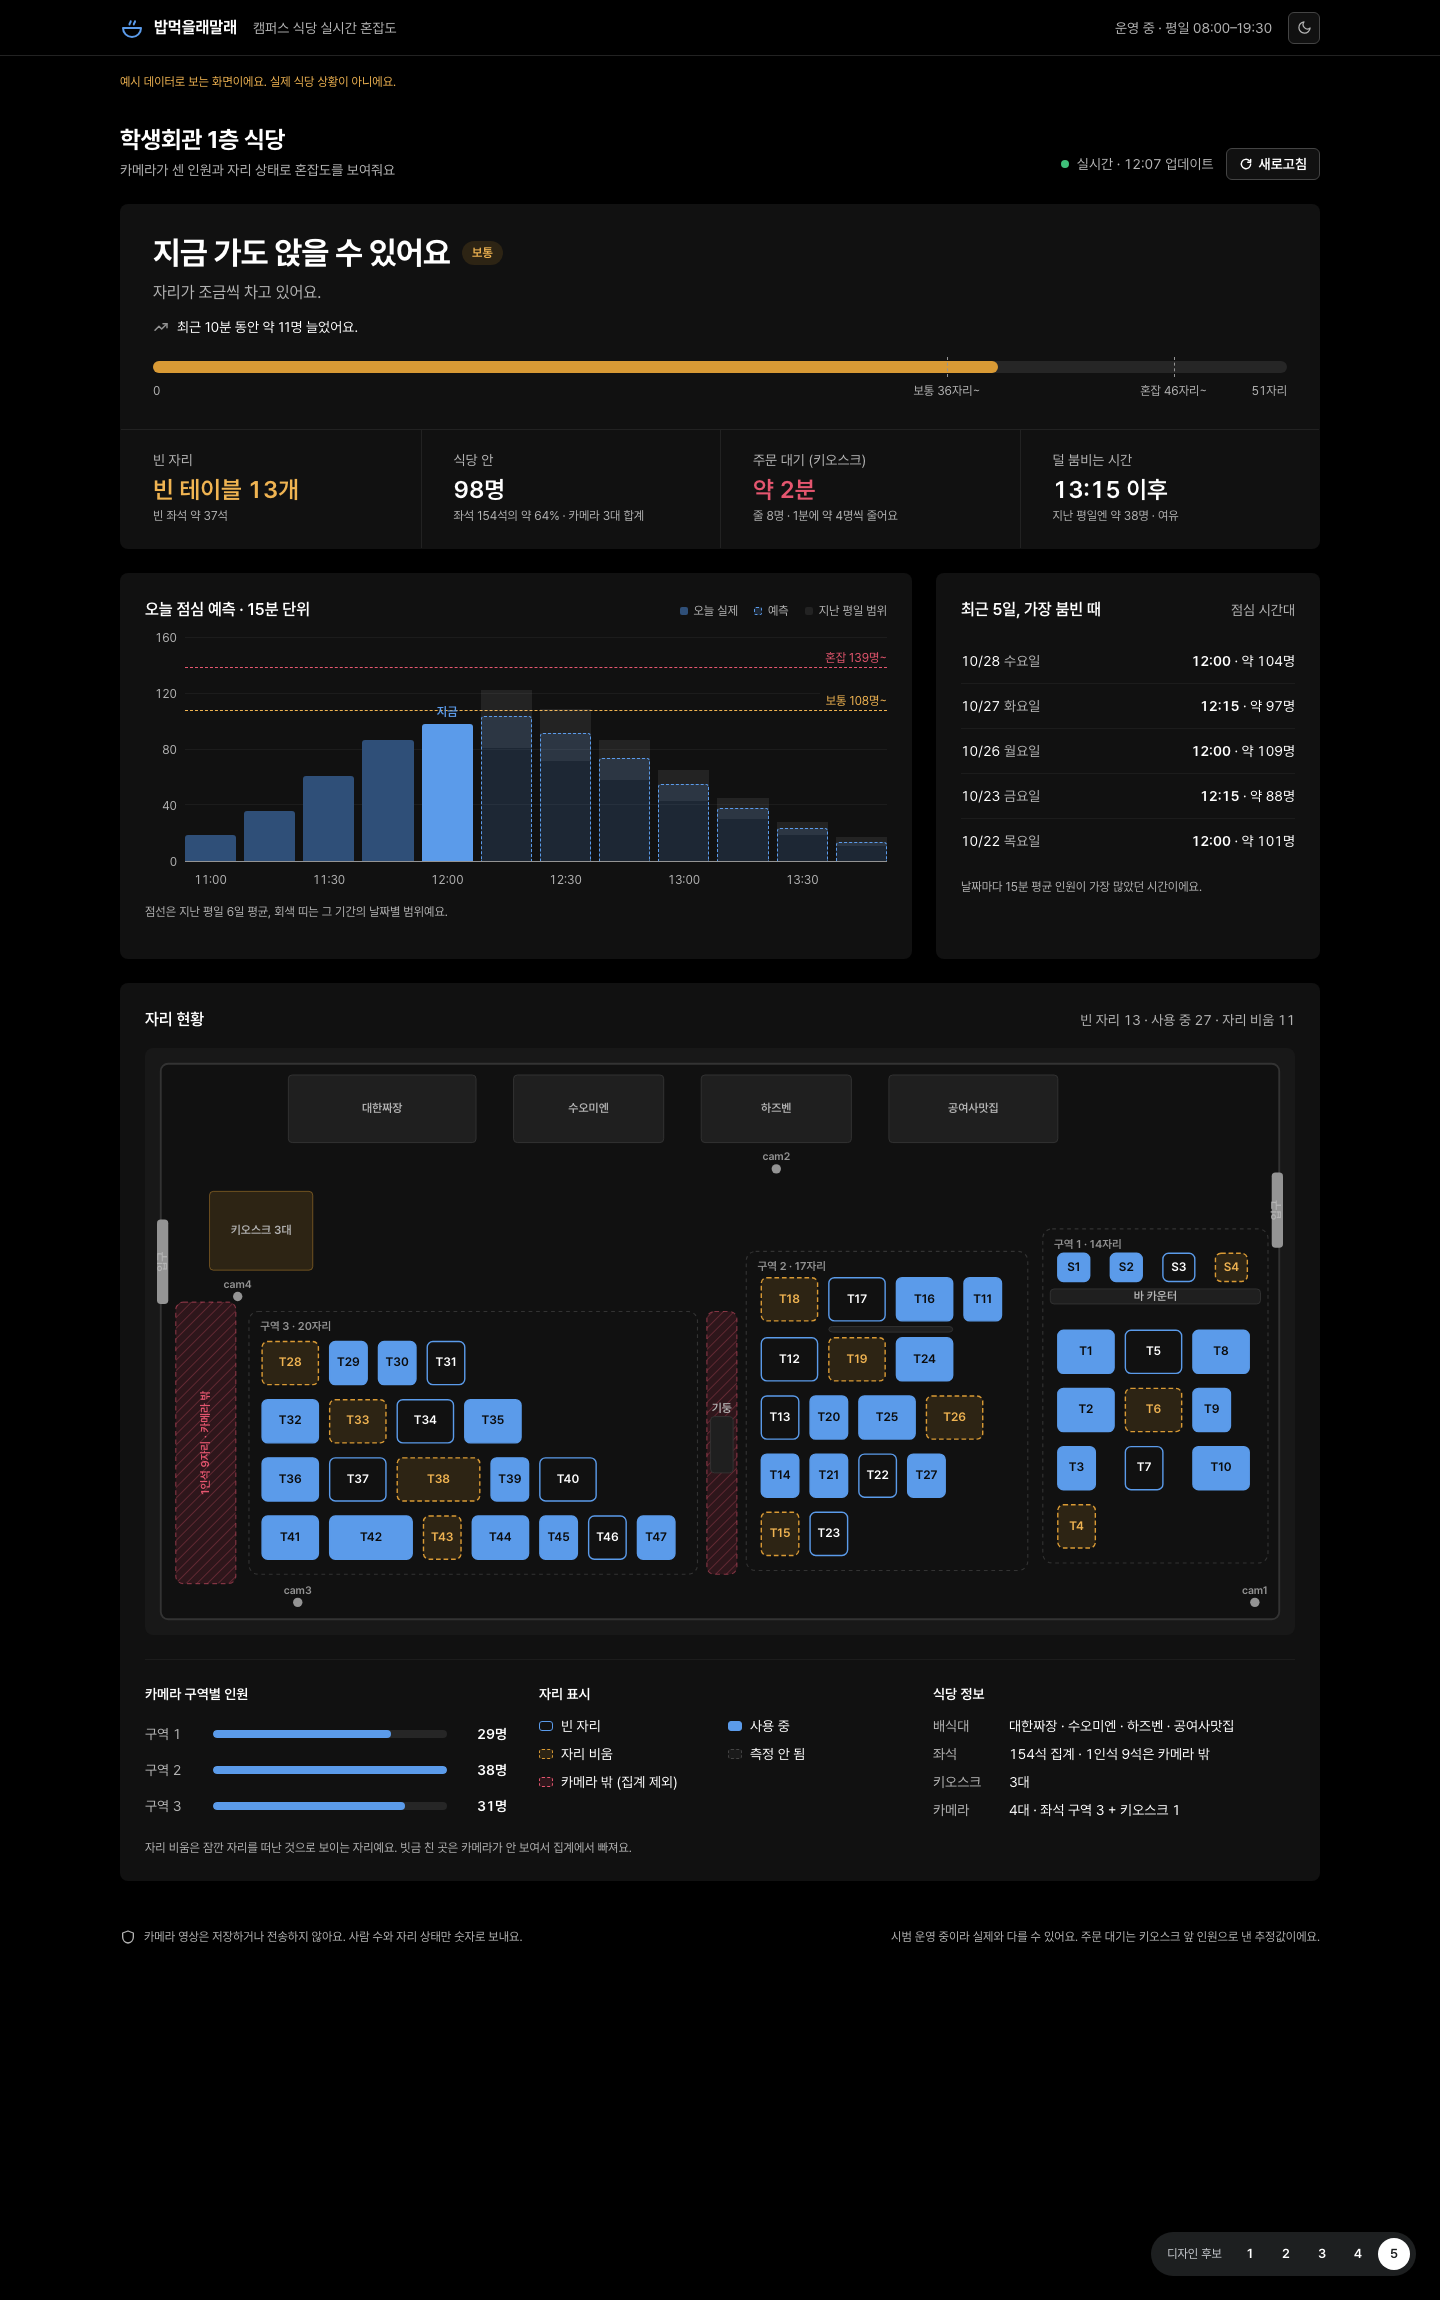 밥먹을래말래 캠퍼스 식당 실시간 혼잡도 운영 중 · 평일 08:00–19:30
예시 데이터로 보는 화면이에요. 실제 식당 상황이 아니에요.
학생회관 1층 식당
카메라가 센 인원과 자리 상태로 혼잡도를 보여줘요
실시간 · 12:07 업데이트 새로고침
지금 가도 앉을 수 있어요 보통
자리가 조금씩 차고 있어요.
최근 10분 동안 약 11명 늘었어요.
0 보통 36자리~ 혼잡 46자리~ 51자리
빈 자리
빈 테이블 13개
빈 좌석 약 37석
식당 안
98명
좌석 154석의 약 64% · 카메라 3대 합계
주문 대기 (키오스크)
약 2분
줄 8명 · 1분에 약 4명씩 줄어요
덜 붐비는 시간
13:15 이후
지난 평일엔 약 38명 · 여유
오늘 점심 예측 · 15분 단위
오늘 실제 예측 지난 평일 범위
160
혼잡 139명~
120
보통 108명~
지금
80
40
0
11:00 11:30 12:00 12:30 13:00 13:30
점선은 지난 평일 6일 평균, 회색 띠는 그 기간의 날짜별 범위예요.
최근 5일, 가장 붐빈 때 점심 시간대
10/28 수요일 12:00 · 약 104명
10/27 화요일 12:15 · 약 97명
10/26 월요일 12:00 · 약 109명
10/23 금요일 12:15 · 약 88명
10/22 목요일 12:00 · 약 101명
날짜마다 15분 평균 인원이 가장 많았던 시간이에요.
자리 현황 빈 자리 13 · 사용 중 27 · 자리 비움 11
대한짜장 수오미엔 하즈벤 공여사맛집
cam2
입구
키오스크 3대
입구
cam4
1인석 9자리 · 카메라 밖
구역 3 · 20자리
T28 T29 T30 T31
T32 T33 T34 T35
T36 T37 T38 T39 T40
T41 T42 T43 T44 T45 T46 T47
cam3
기둥
구역 2 · 17자리
T18 T17 T16 T11
T12 T19 T24
T13 T20 T25 T26
T14 T21 T22 T27
T15 T23
구역 1 · 14자리
S1 S2 S3 S4
바 카운터
T1 T5 T8
T2 T6 T9
T3 T7 T10
T4
cam1
카메라 구역별 인원
구역 1 29명
구역 2 38명
구역 3 31명
자리 표시
빈 자리 사용 중
자리 비움 측정 안 됨
카메라 밖 (집계 제외)
식당 정보
배식대 대한짜장 · 수오미엔 · 하즈벤 · 공여사맛집
좌석 154석 집계 · 1인석 9석은 카메라 밖
키오스크 3대
카메라 4대 · 좌석 구역 3 + 키오스크 1
자리 비움은 잠깐 자리를 떠난 것으로 보이는 자리예요. 빗금 친 곳은 카메라가 안 보여서 집계에서 빠져요.
카메라 영상은 저장하거나 전송하지 않아요. 사람 수와 자리 상태만 숫자로 보내요.
시범 운영 중이라 실제와 다를 수 있어요. 주문 대기는 키오스크 앞 인원으로 낸 추정값이에요.
디자인 후보 1 2 3 4 5